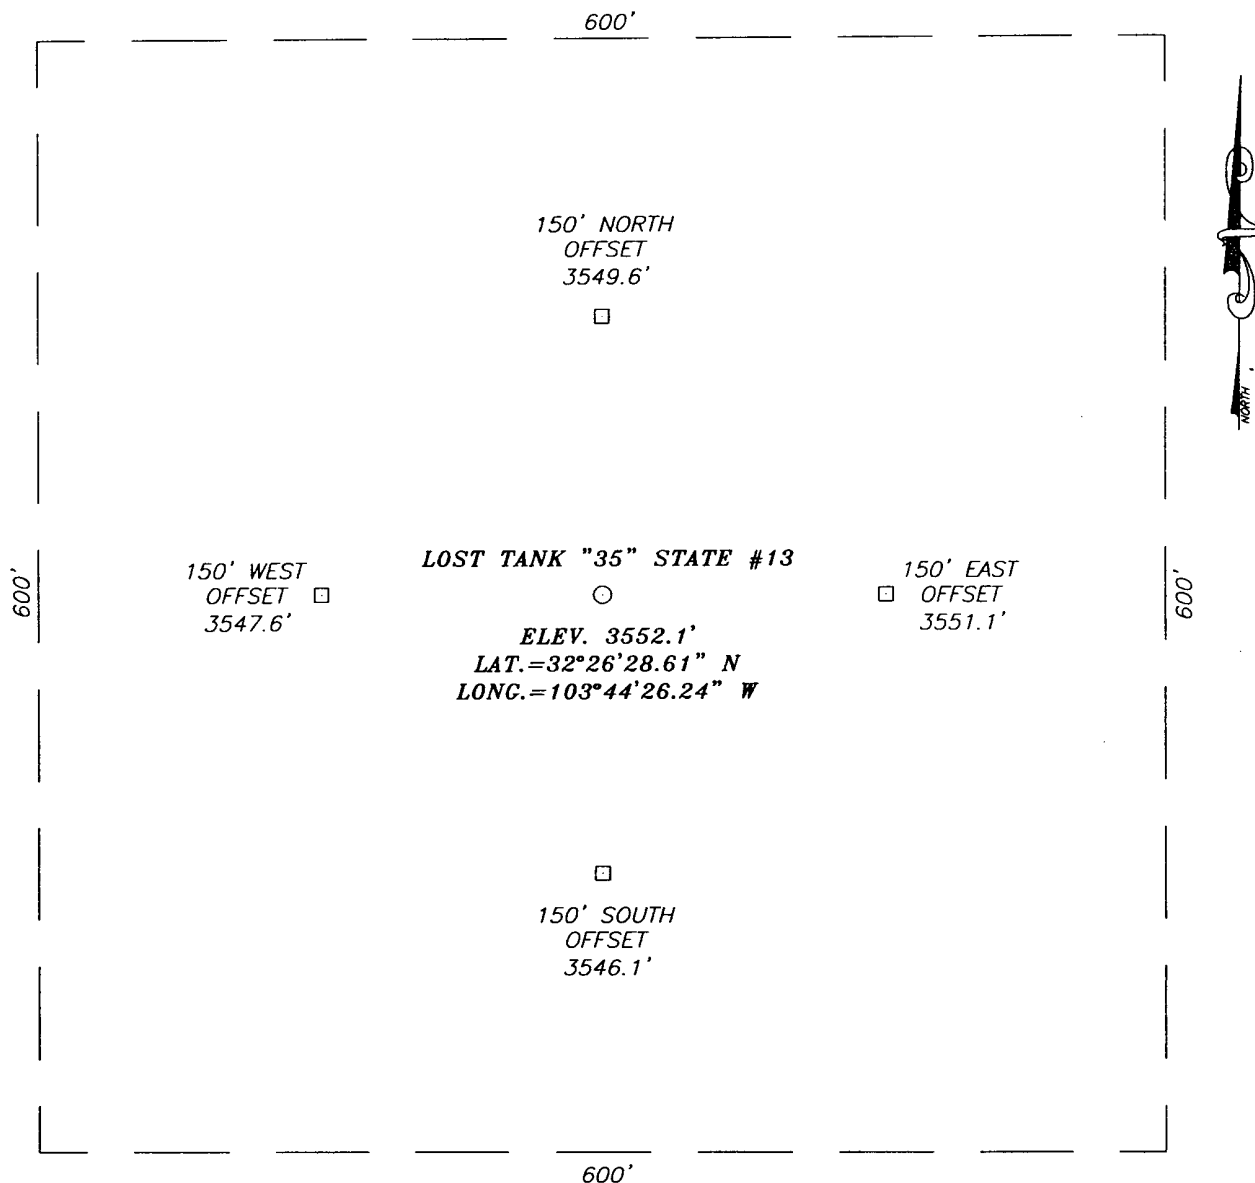 600'
150' NORTH
OFFSET
3549.6'
NORTH
LOST TANK "35" STATE #13
150' WEST
OFFSET
3547.6'
150' EAST
OFFSET
3551.1'
600'
600'
ELEV. 3552.1'
LAT.=32°26'28.61" N
LONG.=103°44'26.24" W
150' SOUTH
OFFSET
3546.1'
600'